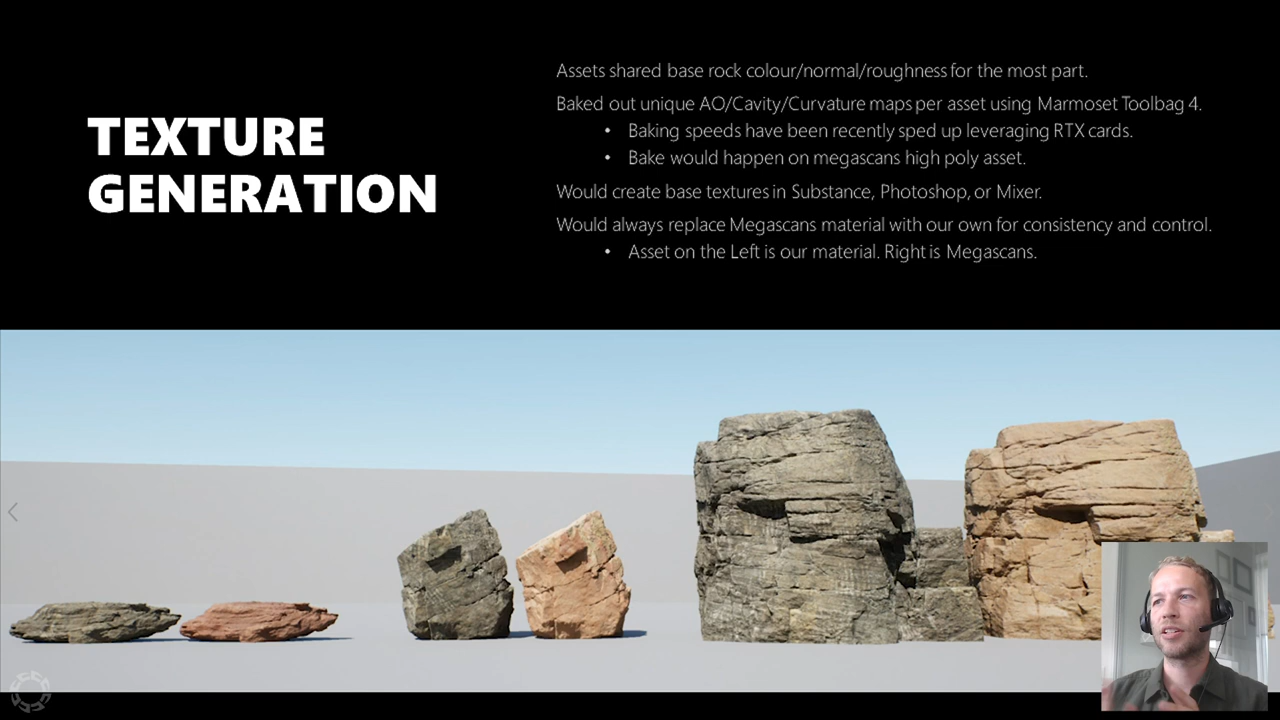 TEXTURE
GENERATION
Assets shared base rock colour/normal/roughness for the most part.
Baked out unique AO/Cavity/Curvature maps per asset using Marmoset Toolbag 4.
• Baking speeds have been recently sped up leveraging RTX cards.
• Bake would happen on megascans high poly asset.
Would create base textures in Substance, Photoshop, or Mixer.
Would always replace Megascans material with our own for consistency and control.
• Asset on the Left is our material. Right is Megascans.